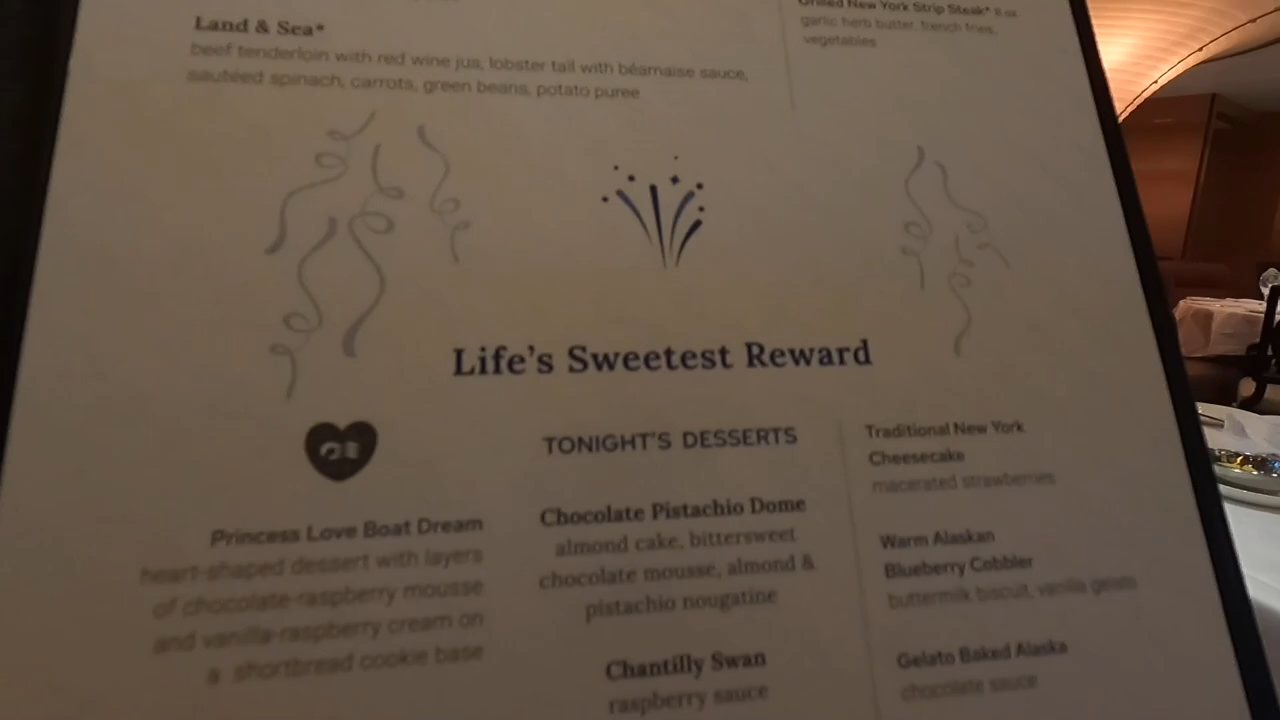 Land & Sea*
beef tenderloin with red wine jus, lobster tail with béarnaise sauce,
sautéed spinach, carrots, green beans, potato puree
Grilled New York Strip Steak* 8 oz.
garlic herb butter, french fries,
vegetables
Life's Sweetest Reward
Princess Love Boat Dream
heart-shaped dessert with layers
of chocolate-raspberry mousse
and vanilla-raspberry cream on
a shortbread cookie base
TONIGHT'S DESSERTS
Chocolate Pistachio Dome
almond cake, bittersweet
chocolate mousse, almond &
pistachio nougatine
Chantilly Swan
raspberry sauce
Traditional New York
Cheesecake
macerated strawberries
Warm Alaskan
Blueberry Cobbler
buttermilk biscuit, vanilla gelato
Gelato Baked Alaska
chocolate sauce